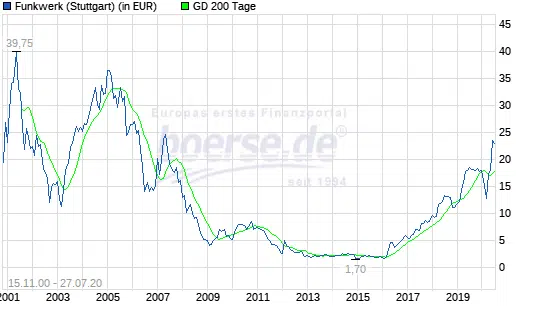 Funkwerk (Stuttgart) (in EUR) GD 200 Tage
45
39,75
40
35
30
Europas erstes Finanzportal
25
boerse.de®
20
seit 1994
15
10
5
1,70
0
15.11.00 - 27.07.20
2001 2003 2005 2007 2009 2011 2013 2015 2017 2019